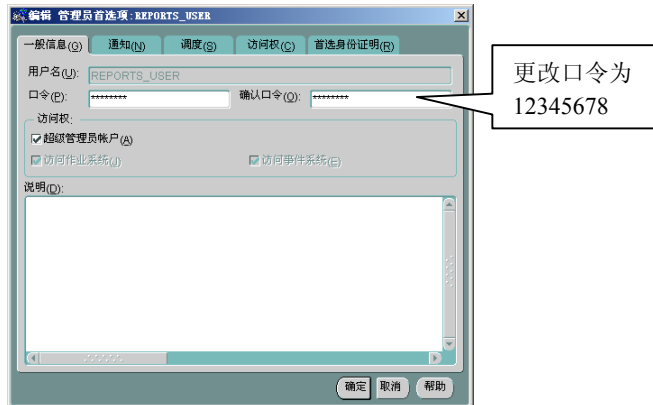 编辑 管理员首选项:REPORTS_USER
一般信息(G) 通知(N) 调度(S) 访问权(C) 首选身份证明(R)
用户名(U): REPORTS_USER
口令(P): ******** 确认口令(O): ********
访问权:
超级管理员帐户(A)
访问作业系统(J) 访问事件系统(E)
说明(D):
确定 取消 帮助
更改口令为
12345678